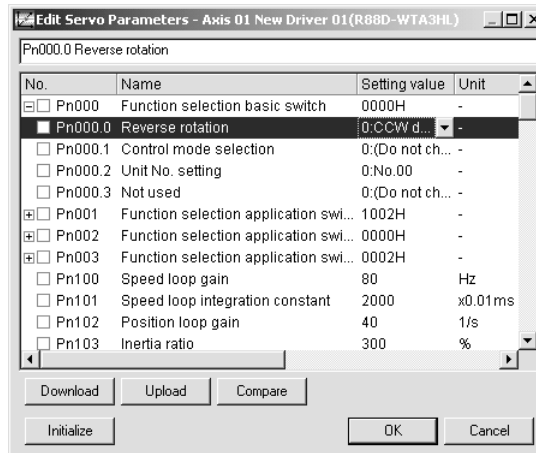 Edit Servo Parameters - Axis 01 New Driver 01(R88D-WTA3HL)
Pn000.0 Reverse rotation
No. Name Setting value Unit
Pn000 Function selection basic switch 0000H -
Pn000.0 Reverse rotation 0:CCW d... -
Pn000.1 Control mode selection 0:(Do not ch... -
Pn000.2 Unit No. setting 0:No.00 -
Pn000.3 Not used 0:(Do not ch... -
Pn001 Function selection application swi... 1002H -
Pn002 Function selection application swi... 0000H -
Pn003 Function selection application swi... 0002H -
Pn100 Speed loop gain 80 Hz
Pn101 Speed loop integration constant 2000 x0.01ms
Pn102 Position loop gain 40 1/s
Pn103 Inertia ratio 300 %
Download Upload Compare
Initialize OK Cancel